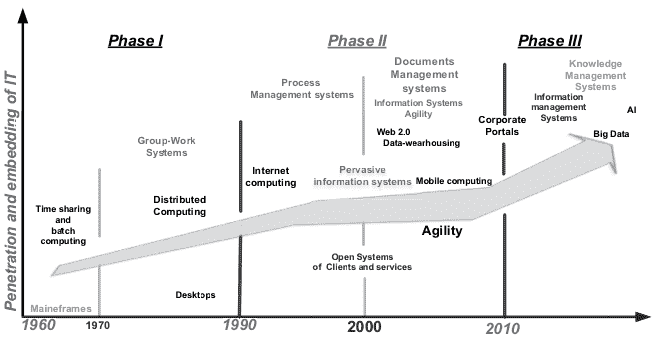 Phase I
Phase II
Phase III
Penetration and embedding of IT
Documents
Management
systems
Information Systems
Agility
Knowledge
Management
Systems
Process
Management systems
Information
management
Systems
AI
Web 2.0
Data-wearhousing
Corporate
Portals
Big Data
Group-Work
Systems
Internet
computing
Pervasive
information systems
Mobile computing
Time sharing
and
batch
computing
Distributed
Computing
Agility
Open Systems
of Clients and services
Desktops
Mainframes
1960
1970
1990
2000
2010